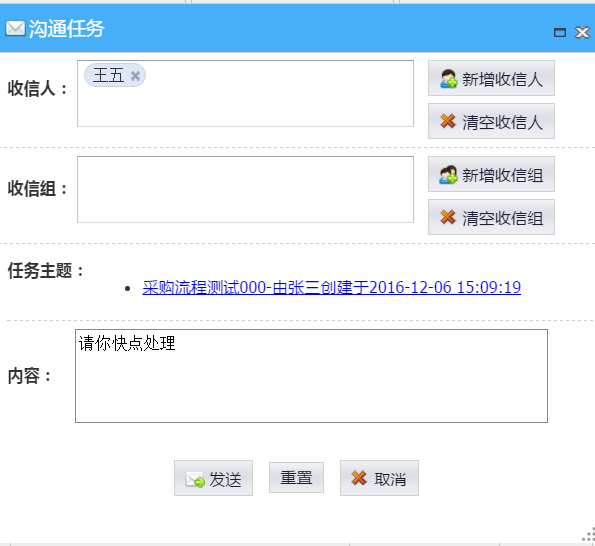 沟通任务
收信人：
王五
新增收信人
清空收信人
收信组：
新增收信组
清空收信组
任务主题：
采购流程测试000-由张三创建于2016-12-06 15:09:19
内容：
请你快点处理
发送 重置 取消